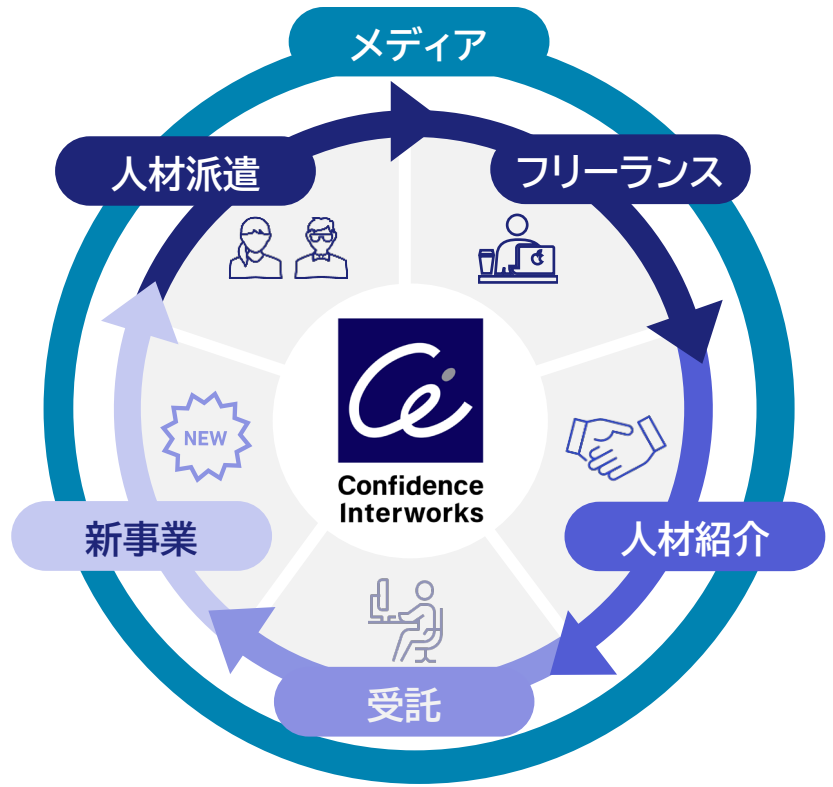 メディア
人材派遣
フリーランス
Confidence
Interworks
NEW
新事業
人材紹介
受託